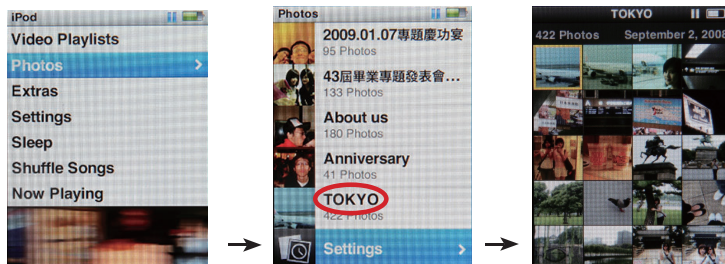 iPod
Video Playlists
Photos
Extras
Settings
Sleep
Shuffle Songs
Now Playing
Photos
2009.01.07專題慶功宴
95 Photos
43屆畢業專題發表會...
133 Photos
About us
180 Photos
Anniversary
41 Photos
TOKYO
422 Photos
Settings
TOKYO
422 Photos
September 2, 2008